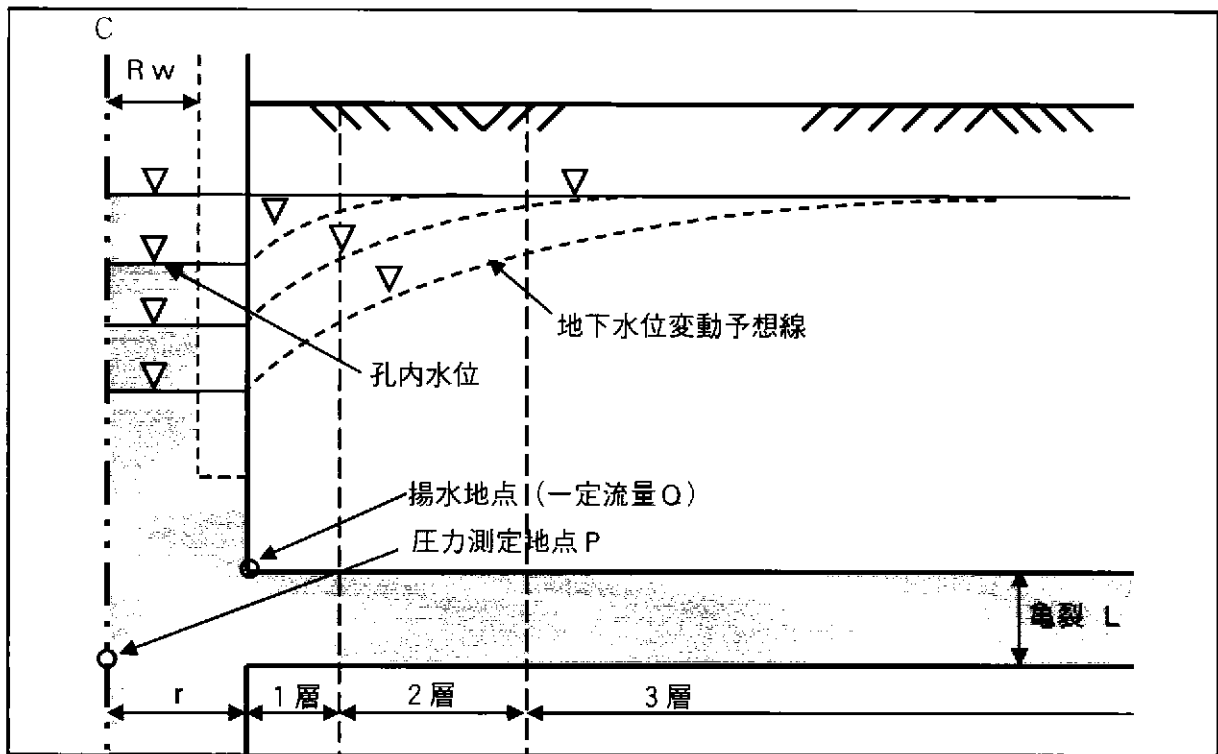 C
Rw
地下水位変動予想線
孔内水位
揚水地点（一定流量Q）
圧力測定地点P
亀裂 L
r
1層
2層
3層